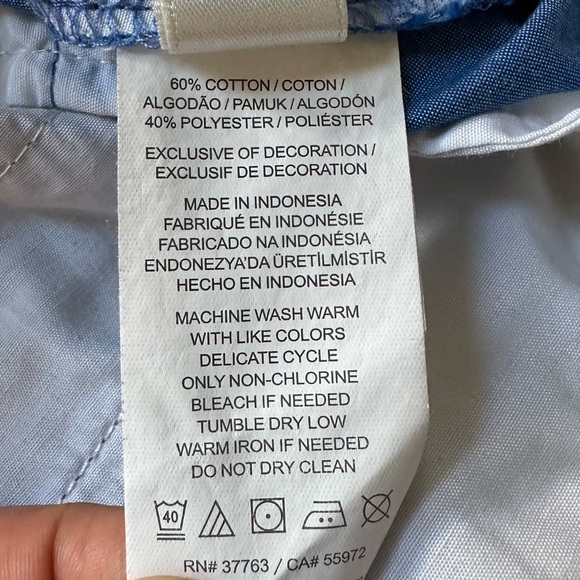 60% COTTON / COTON /
ALGODÃO / PAMUK / ALGODÓN
40% POLYESTER / POLIÉSTER
EXCLUSIVE OF DECORATION /
EXCLUSIF DE DECORATION
MADE IN INDONESIA
FABRIQUÉ EN INDONÉSIE
FABRICADO NA INDONÉSIA
ENDONEZYA'DA ÜRETİLMİSTİR
HECHO EN INDONESIA
MACHINE WASH WARM
WITH LIKE COLORS
DELICATE CYCLE
ONLY NON-CHLORINE
BLEACH IF NEEDED
TUMBLE DRY LOW
WARM IRON IF NEEDED
DO NOT DRY CLEAN
40
RN# 37763 / CA# 55972